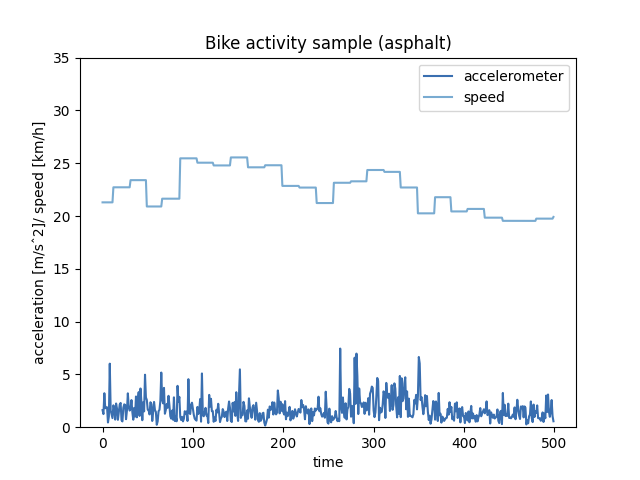 Bike activity sample (asphalt)
accelerometer
speed
35
30
25
20
15
10
5
0
acceleration [m/sˆ2]/ speed [km/h]
0 100 200 300 400 500
time